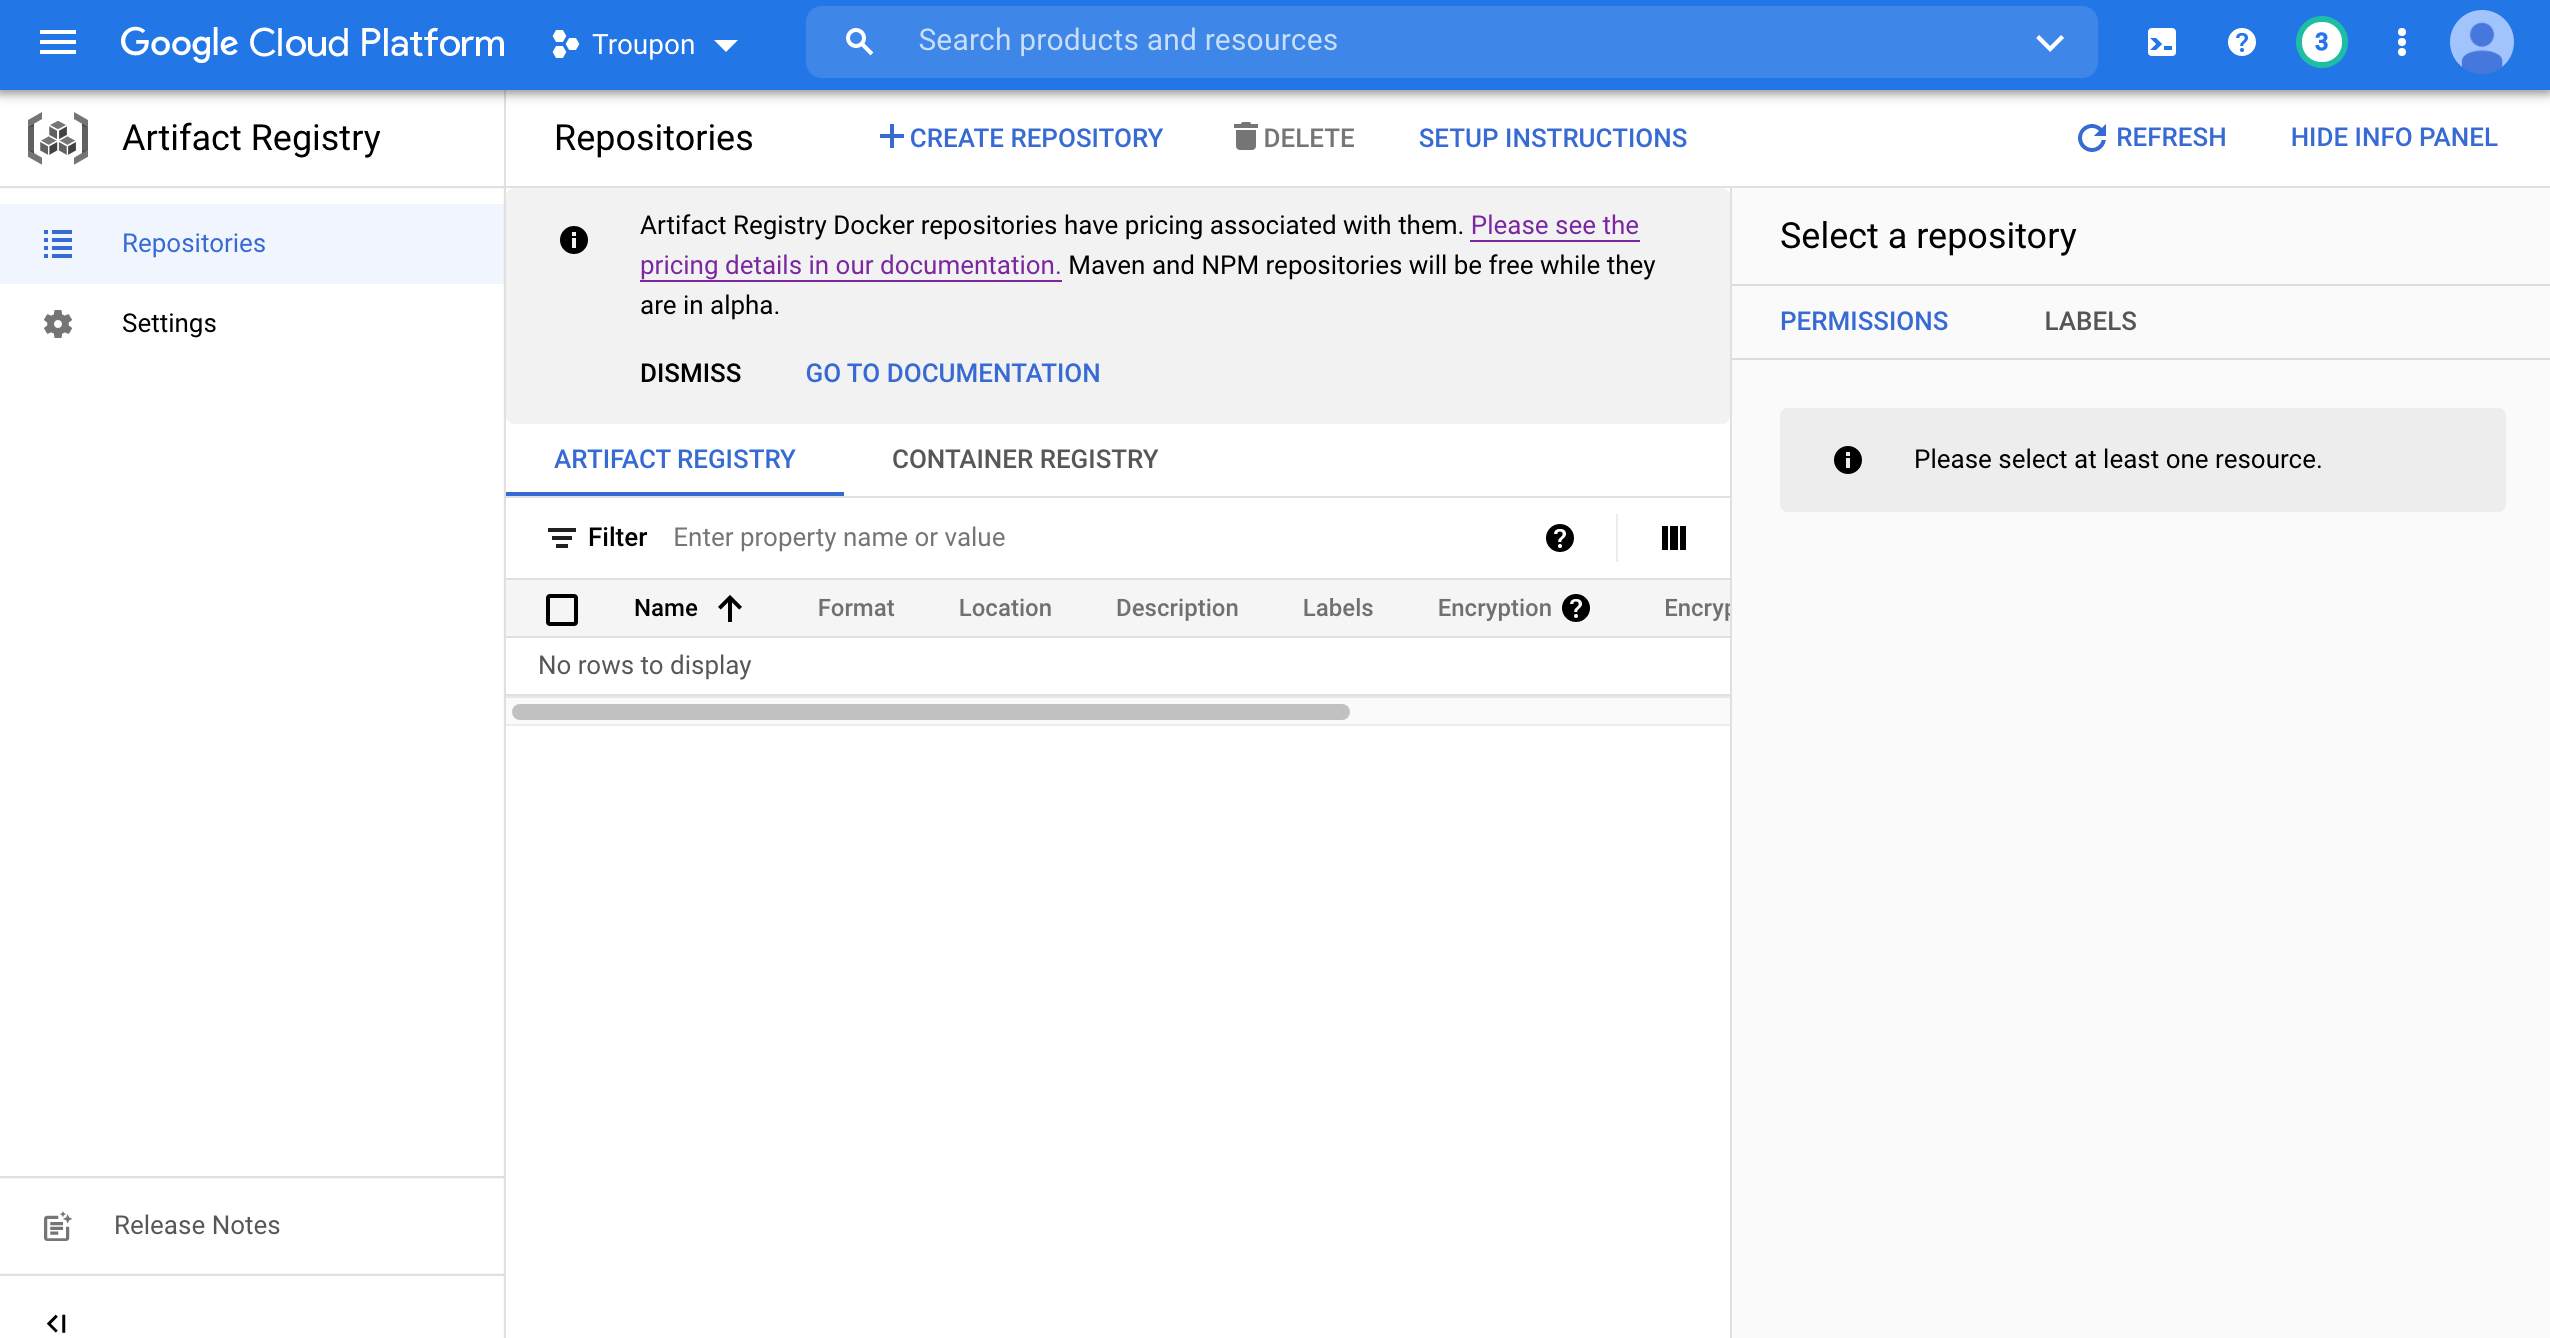 Google Cloud Platform
Troupon
Search products and resources
3
Artifact Registry
Repositories
CREATE REPOSITORY
DELETE
SETUP INSTRUCTIONS
REFRESH
HIDE INFO PANEL
Repositories
Settings
Artifact Registry Docker repositories have pricing associated with them. Please see the
pricing details in our documentation. Maven and NPM repositories will be free while they
are in alpha.
DISMISS
GO TO DOCUMENTATION
ARTIFACT REGISTRY
CONTAINER REGISTRY
Filter
Enter property name or value
Name
Format
Location
Description
Labels
Encryption
Encryp
No rows to display
Select a repository
PERMISSIONS
LABELS
Please select at least one resource.
Release Notes